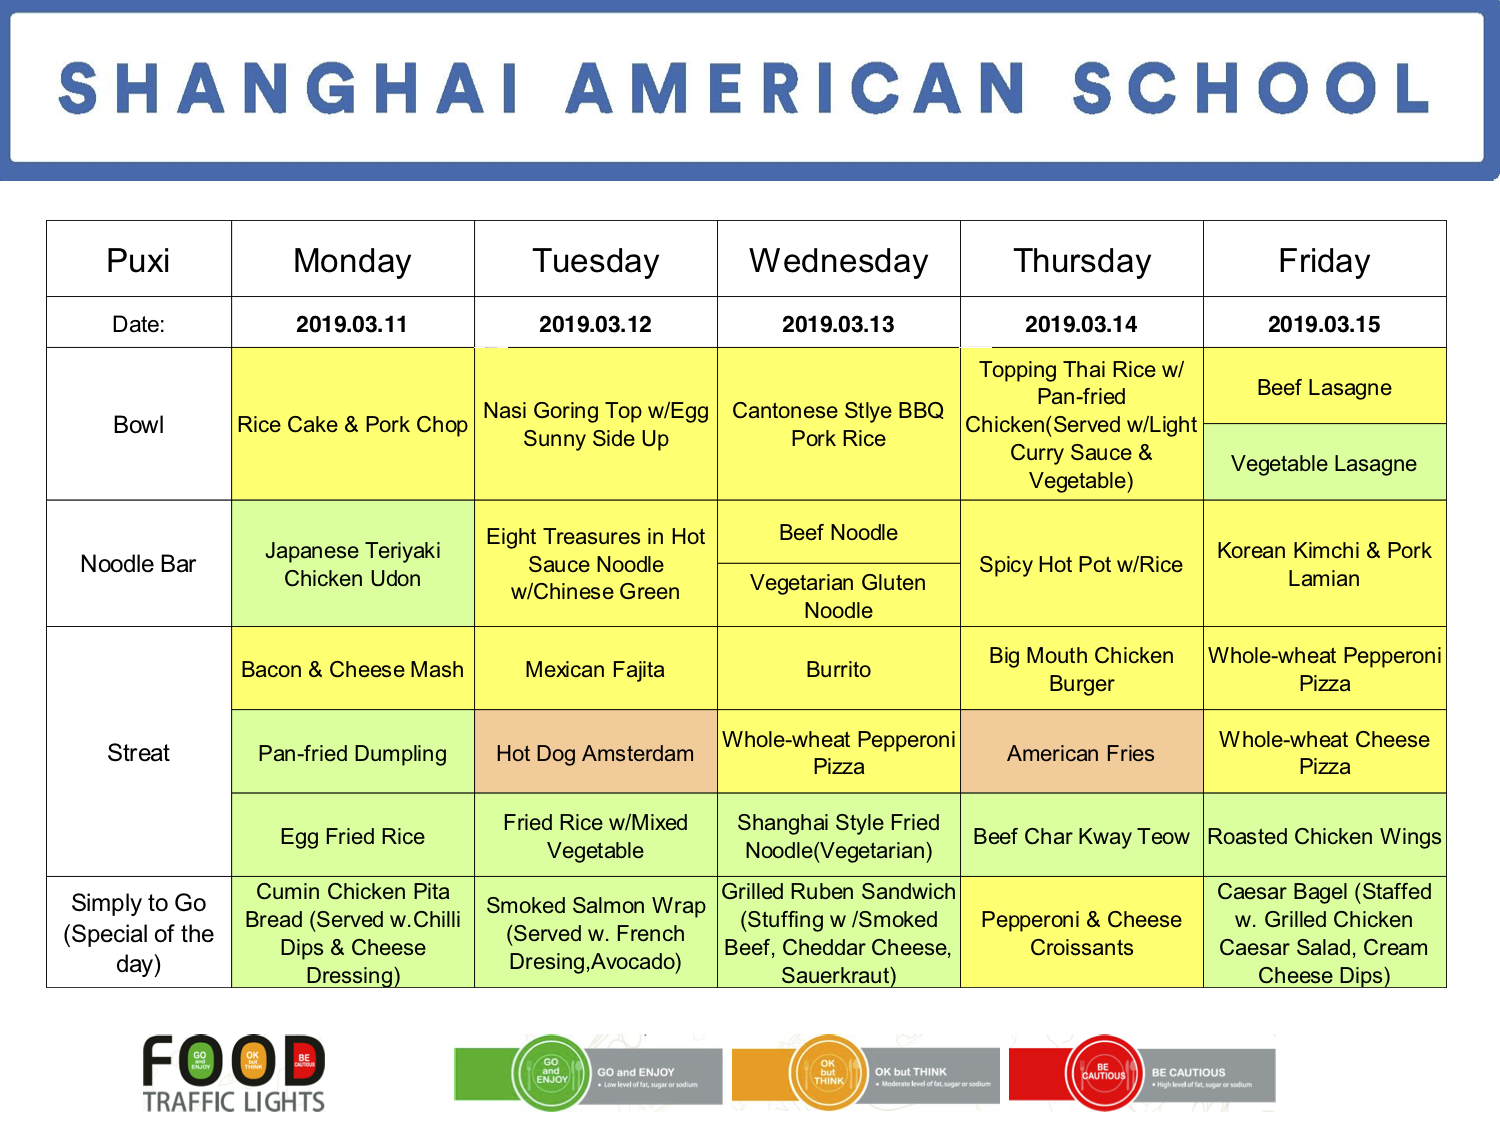 SHANGHAI AMERICAN SCHOOL
Puxi
Monday
Tuesday
Wednesday
Thursday
Friday
Date:
2019.03.11
2019.03.12
2019.03.13
2019.03.14
2019.03.15
Bowl
Rice Cake & Pork Chop
Nasi Goring Top w/Egg
Sunny Side Up
Cantonese Stlye BBQ
Pork Rice
Topping Thai Rice w/
Pan-fried
Chicken(Served w/Light
Curry Sauce &
Vegetable)
Beef Lasagne
Vegetable Lasagne
Noodle Bar
Japanese Teriyaki
Chicken Udon
Eight Treasures in Hot
Sauce Noodle
w/Chinese Green
Beef Noodle
Vegetarian Gluten
Noodle
Spicy Hot Pot w/Rice
Korean Kimchi & Pork
Lamian
Streat
Bacon & Cheese Mash
Mexican Fajita
Burrito
Big Mouth Chicken
Burger
Whole-wheat Pepperoni
Pizza
Pan-fried Dumpling
Hot Dog Amsterdam
Whole-wheat Pepperoni
Pizza
American Fries
Whole-wheat Cheese
Pizza
Egg Fried Rice
Fried Rice w/Mixed
Vegetable
Shanghai Style Fried
Noodle(Vegetarian)
Beef Char Kway Teow
Roasted Chicken Wings
Simply to Go
(Special of the
day)
Cumin Chicken Pita
Bread (Served w.Chilli
Dips & Cheese
Dressing)
Smoked Salmon Wrap
(Served w. French
Dresing,Avocado)
Grilled Ruben Sandwich
(Stuffing w /Smoked
Beef, Cheddar Cheese,
Sauerkraut)
Pepperoni & Cheese
Croissants
Caesar Bagel (Staffed
w. Grilled Chicken
Caesar Salad, Cream
Cheese Dips)
FOOD
GO
and
ENJOY
OK
but
THINK
BE
CAUTIOUS
TRAFFIC LIGHTS
GO
and
ENJOY
GO and ENJOY
• Low level of fat, sugar or sodium
OK
but
THINK
OK but THINK
• Moderate level of fat, sugar or sodium
BE
CAUTIOUS
BE CAUTIOUS
• High level of fat, sugar or sodium